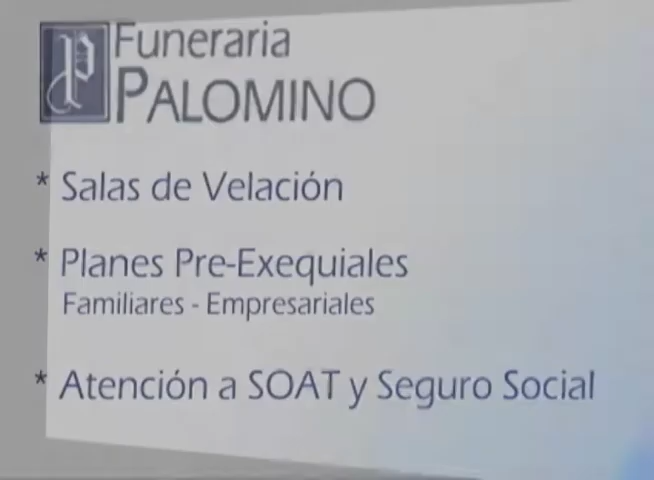 Funeraria
PALOMINO
* Salas de Velación
* Planes Pre-Exequiales
Familiares - Empresariales
* Atención a SOAT y Seguro Social